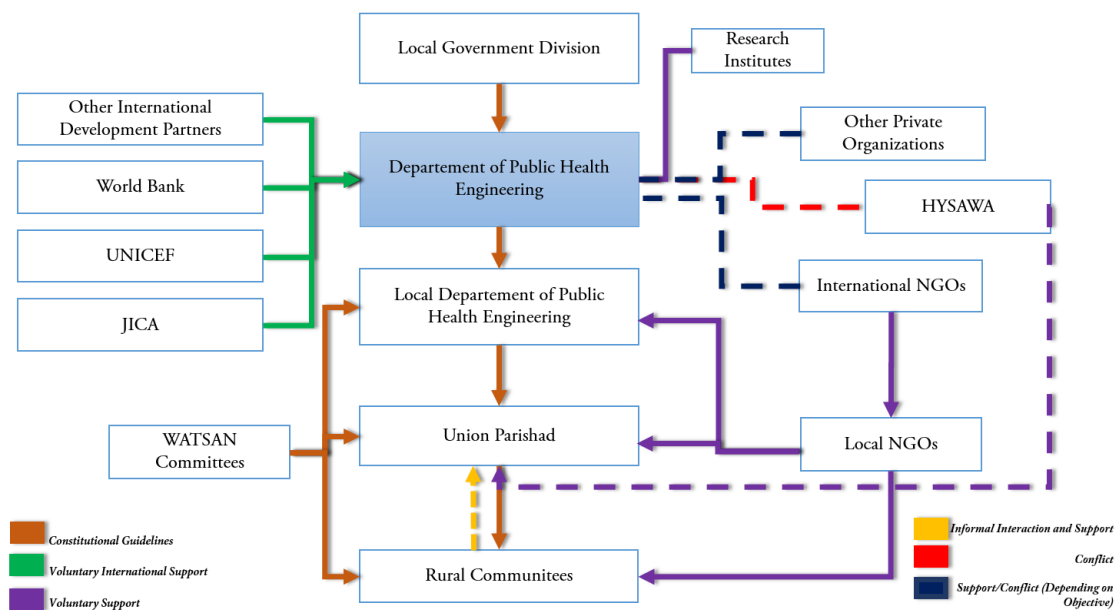 Local Government Division
Research
Institutes
Other International
Development Partners
Other Private
Organizations
Departement of Public Health
Engineering
World Bank
HYSAWA
UNICEF
International NGOs
Local Departement of Public
Health Engineering
JICA
WATSAN
Committees
Union Parishad
Local NGOs
Rural Communitees
Constitutional Guidelines
Voluntary International Support
Voluntary Support
Informal Interaction and Support
Conflict
Support/Conflict (Depending on
Objective)